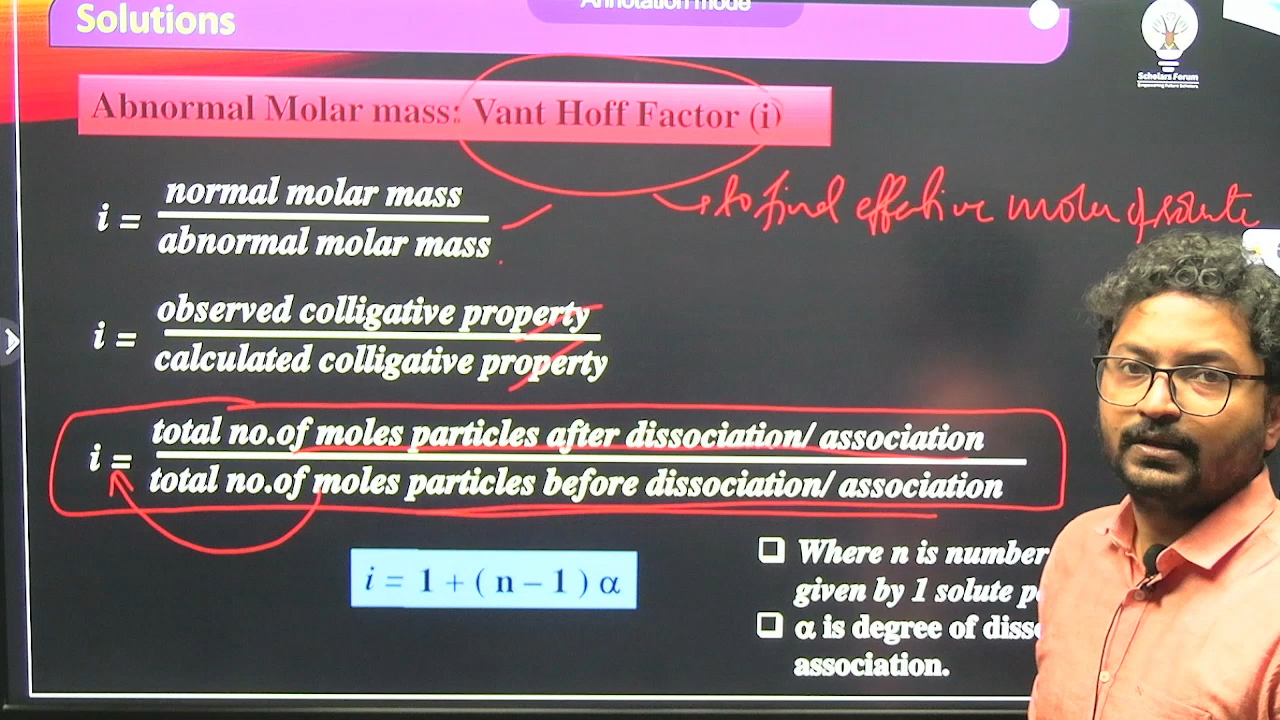 Annotation mode
Solutions
Scholars Forum
Empowering Future Scholars
Abnormal Molar mass: Vant Hoff Factor (i)
i = normal molar mass
abnormal molar mass
to find effective moles of solute
i = observed colligative property
calculated colligative property
i = total no.of moles particles after dissociation/ association
total no.of moles particles before dissociation/ association
i = 1 + ( n – 1 ) α
❑ Where n is number
given by 1 solute
❑ α is degree of
association.